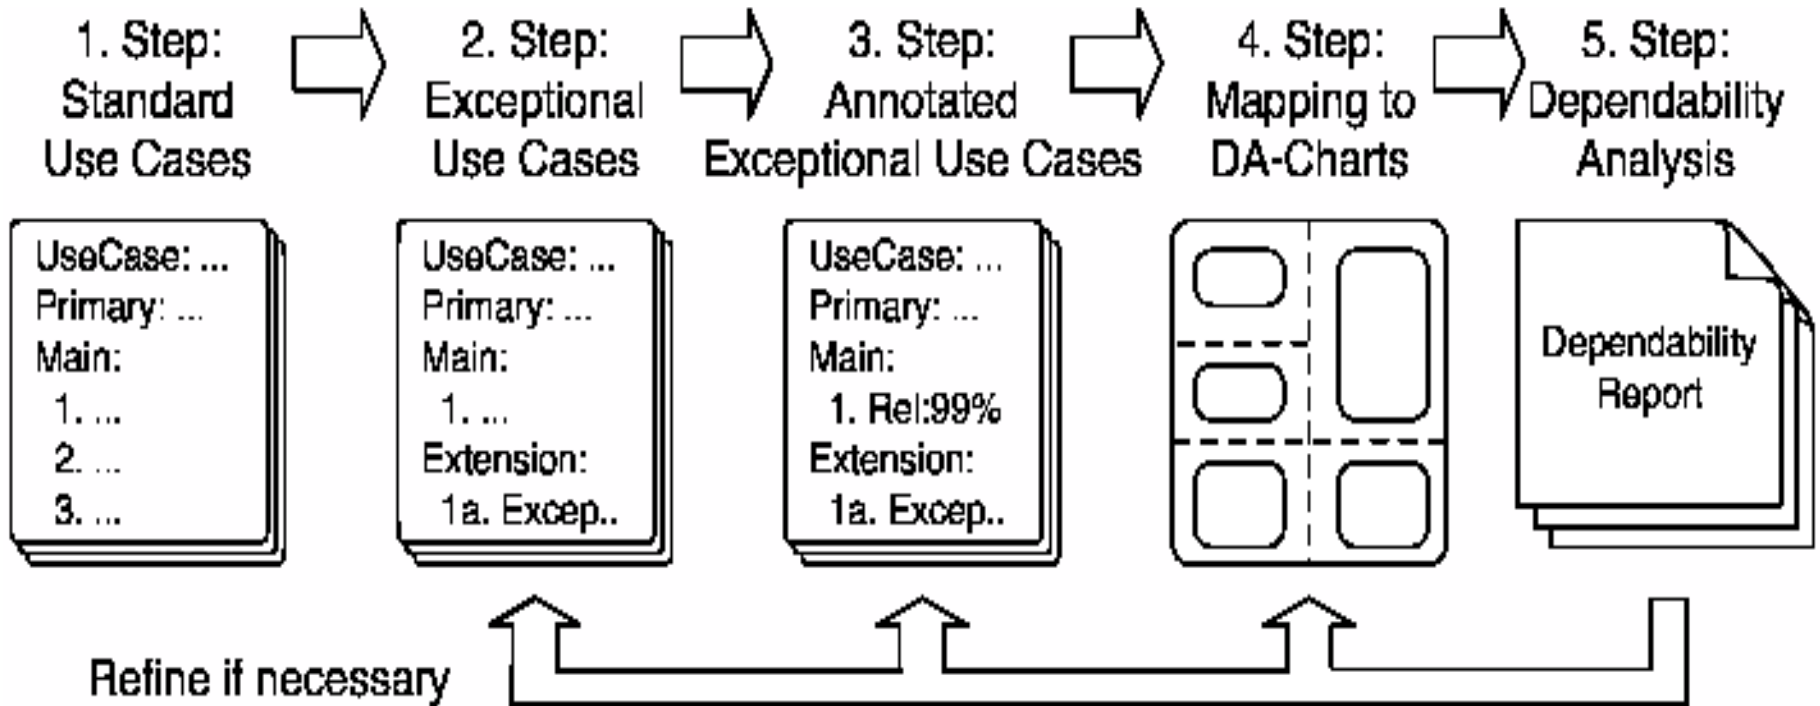 1. Step:
Standard
Use Cases
2. Step:
Exceptional
Use Cases
3. Step:
Annotated
Exceptional Use Cases
4. Step:
Mapping to
DA-Charts
5. Step:
Dependability
Analysis
UseCase: ...
Primary: ...
Main:
1. ...
2. ...
3. ...
UseCase: ...
Primary: ...
Main:
1. ...
Extension:
1a. Excep..
UseCase: ...
Primary: ...
Main:
1. Rel:99%
Extension:
1a. Excep..
Dependability
Report
Refine if necessary